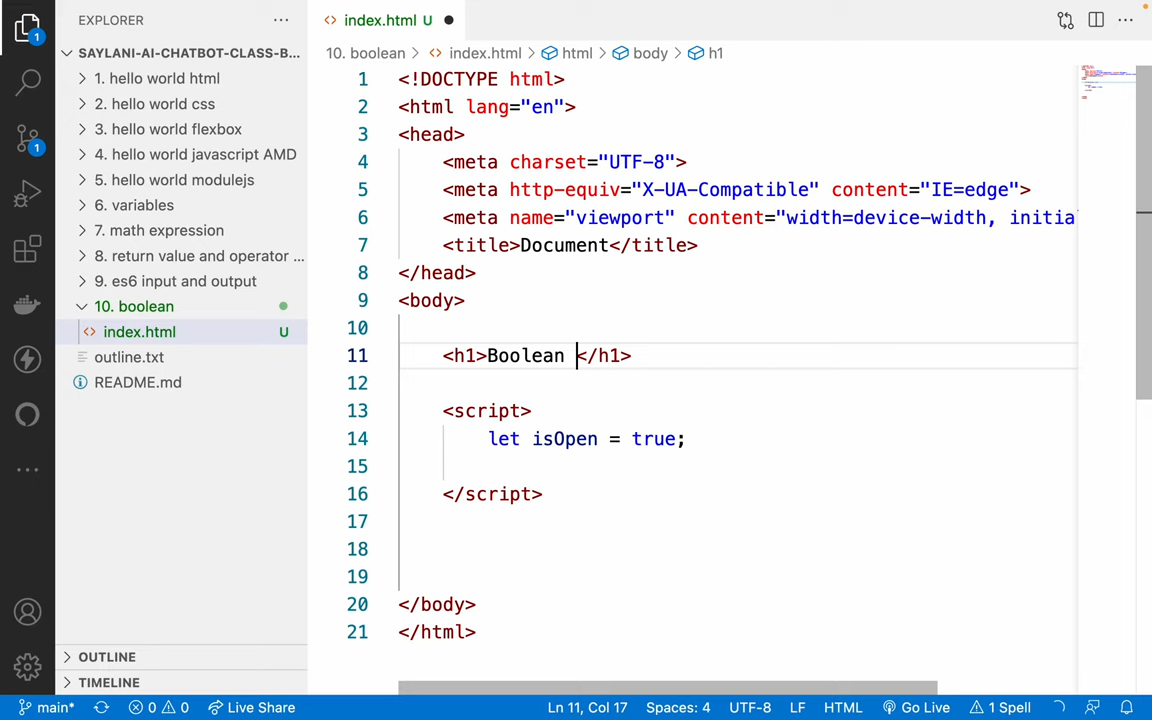 EXPLORER
SAYLANI-AI-CHATBOT-CLASS-B...
1. hello world html
2. hello world css
3. hello world flexbox
4. hello world javascript AMD
5. hello world modulejs
6. variables
7. math expression
8. return value and operator ...
9. es6 input and output
10. boolean
index.html U
outline.txt
README.md
OUTLINE
TIMELINE
1
1
index.html U
10. boolean > index.html > html > body > h1
1 <!DOCTYPE html>
2 <html lang="en">
3 <head>
4 <meta charset="UTF-8">
5 <meta http-equiv="X-UA-Compatible" content="IE=edge">
6 <meta name="viewport" content="width=device-width, initia
7 <title>Document</title>
8 </head>
9 <body>
10
11 <h1>Boolean </h1>
12
13 <script>
14 let isOpen = true;
15
16 </script>
17
18
19
20 </body>
21 </html>
main* 0 0 Live Share Ln 11, Col 17 Spaces: 4 UTF-8 LF HTML Go Live 1 Spell